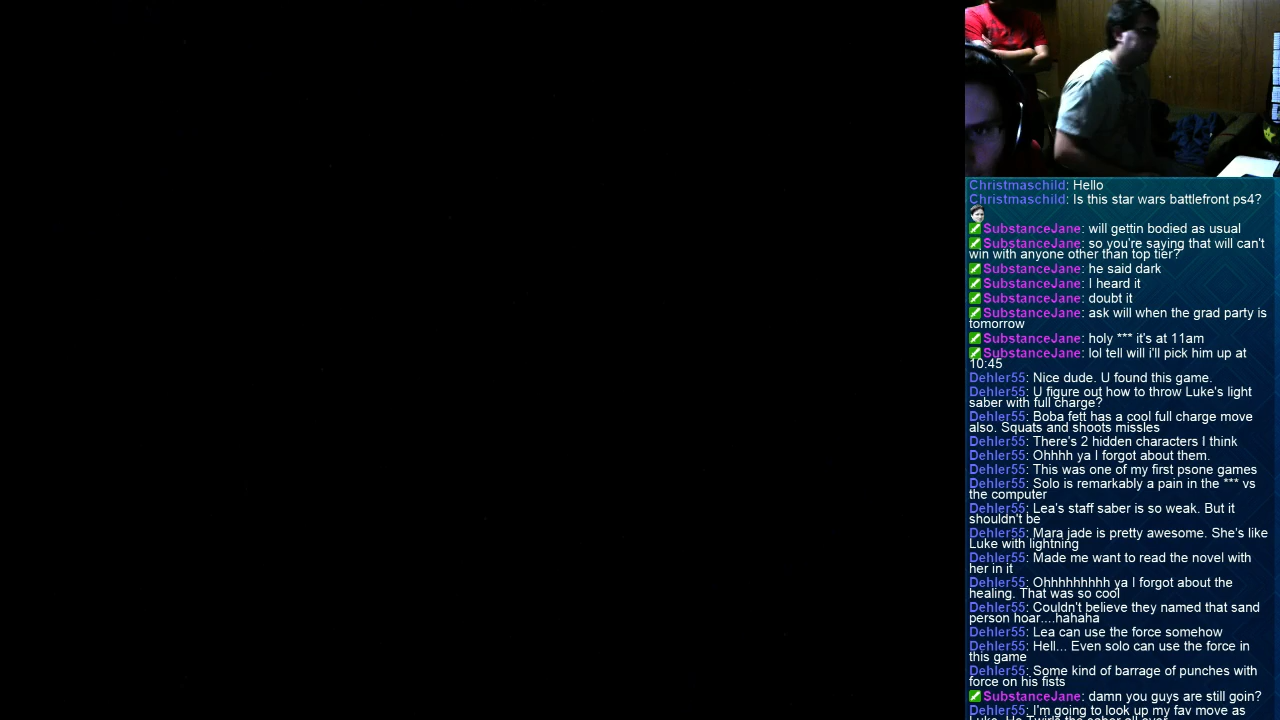 Christmaschild: Hello
Christmaschild: Is this star wars battlefront ps4?
SubstanceJane: will gettin bodied as usual
SubstanceJane: so you're saying that will can't
win with anyone other than top tier?
SubstanceJane: he said dark
SubstanceJane: I heard it
SubstanceJane: doubt it
SubstanceJane: ask will when the grad party is
tomorrow
SubstanceJane: holy *** it's at 11am
SubstanceJane: lol tell will i'll pick him up at
10:45
Dehler55: Nice dude. U found this game.
Dehler55: U figure out how to throw Luke's light
saber with full charge?
Dehler55: Boba fett has a cool full charge move
also. Squats and shoots missles
Dehler55: There's 2 hidden characters I think
Dehler55: Ohhhh ya I forgot about them.
Dehler55: This was one of my first psone games
Dehler55: Solo is remarkably a pain in the *** vs
the computer
Dehler55: Lea's staff saber is so weak. But it
shouldn't be
Dehler55: Mara jade is pretty awesome. She's like
Luke with lightning
Dehler55: Made me want to read the novel with
her in it
Dehler55: Ohhhhhhhhh ya I forgot about the
healing. That was so cool
Dehler55: Couldn't believe they named that sand
person hoar....hahaha
Dehler55: Lea can use the force somehow
Dehler55: Hell... Even solo can use the force in
this game
Dehler55: Some kind of barrage of punches with
force on his fists
SubstanceJane: damn you guys are still goin?
Dehler55: I'm going to look up my fav move as
Luke. He Twirls the saber all over